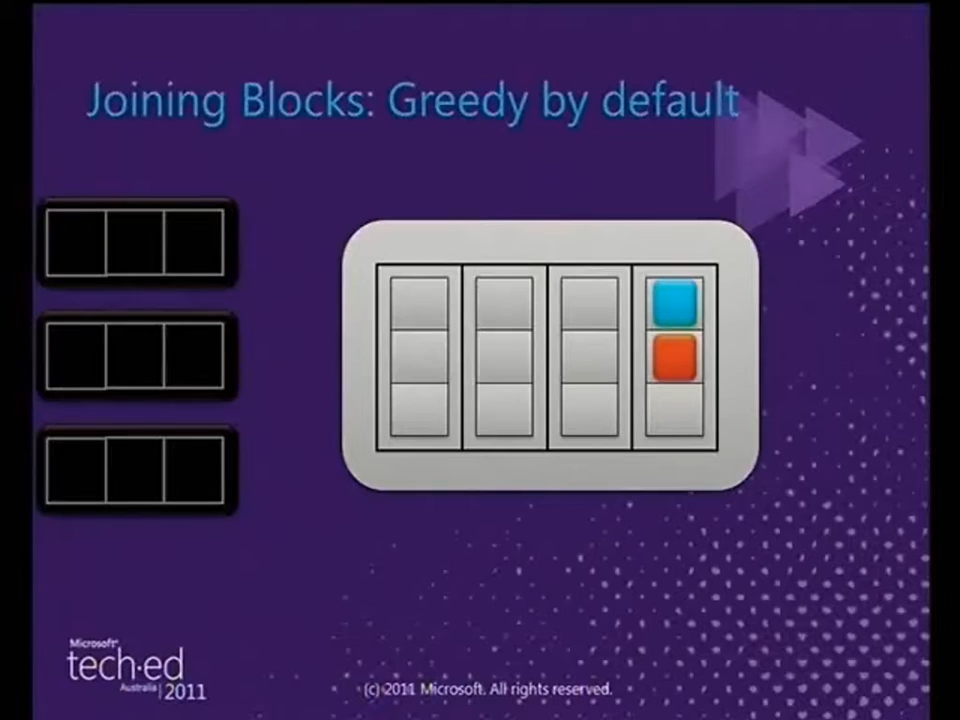 Joining Blocks: Greedy by default
Microsoft®
tech·ed
Australia | 2011
(c) 2011 Microsoft. All rights reserved.